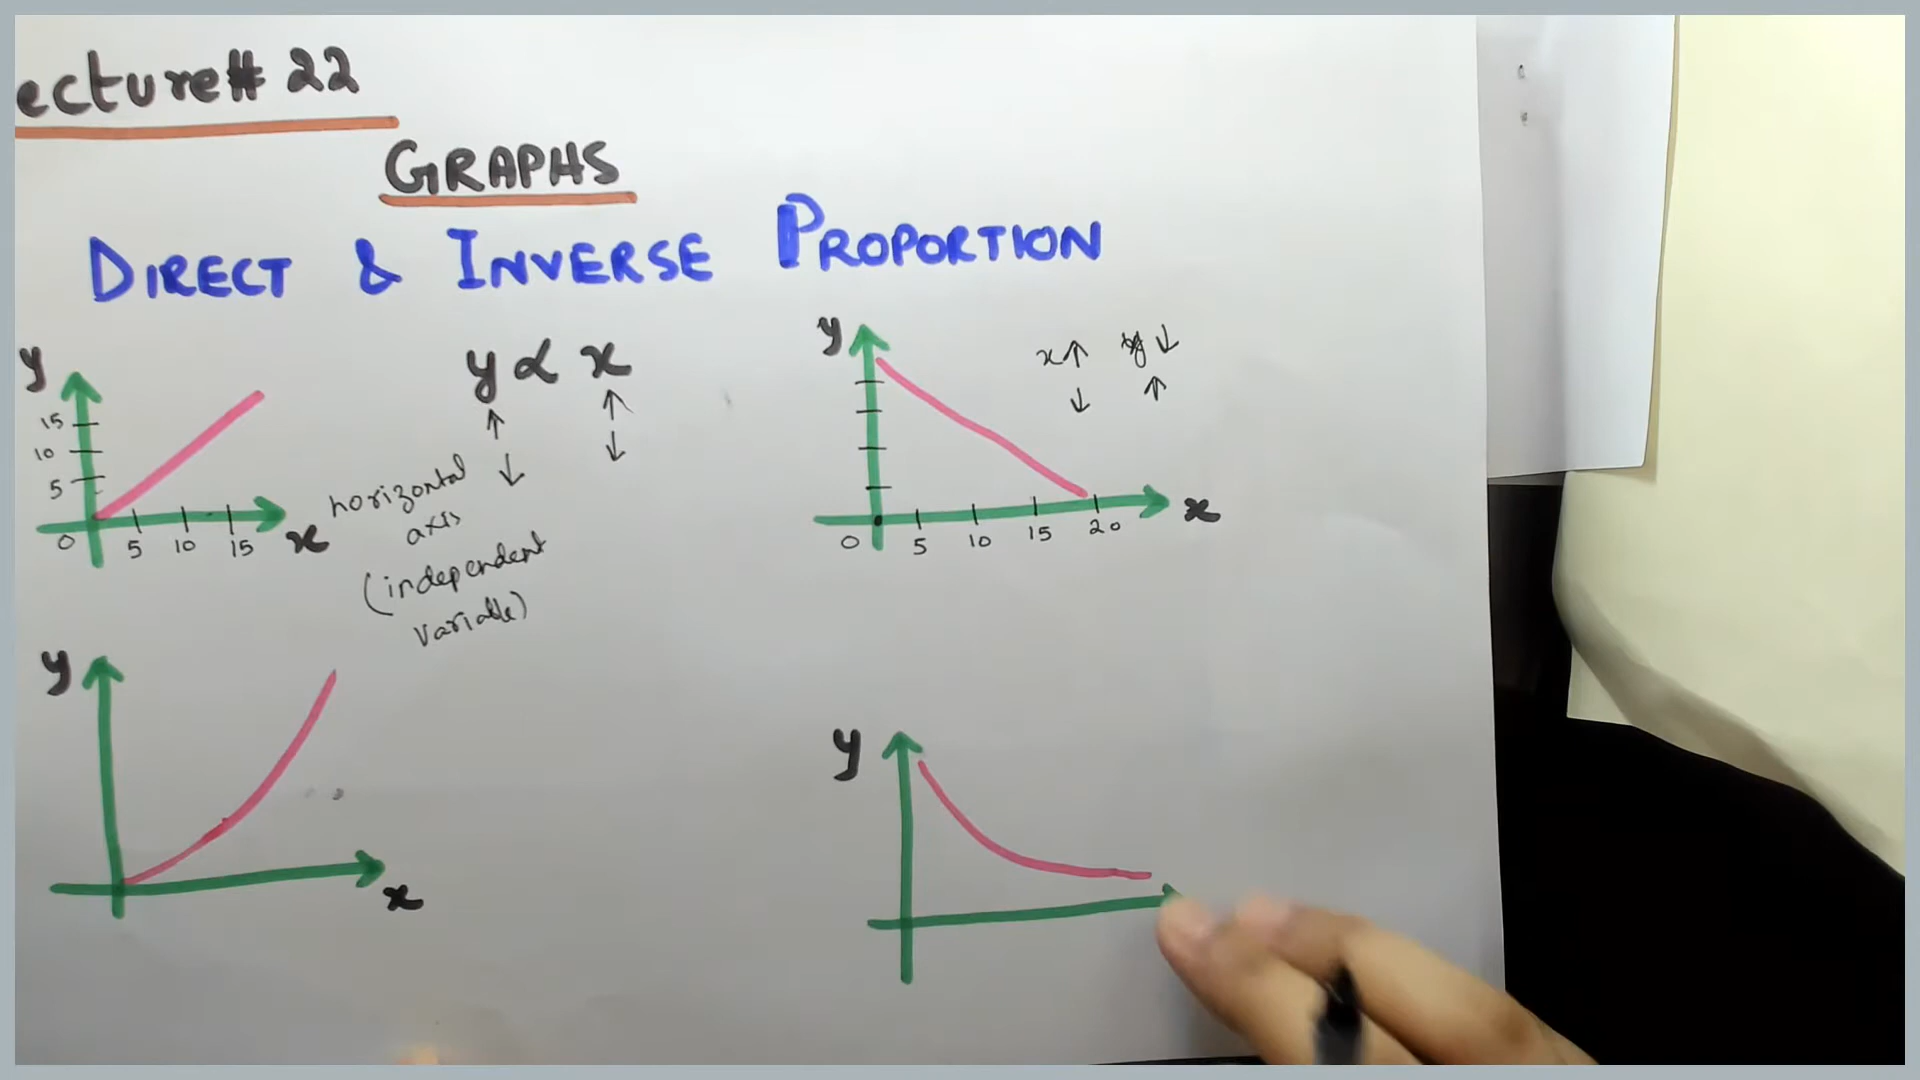 ecture# 22
GRAPHS
DIRECT & INVERSE PROPORTION
y
15
10
5
0
5 10 15
x
y ∝ x
↑ ↑
↓ ↓
horizontal
axis
(independent
variable)
y
x↑ y↓
↓ ↑
0 5 10 15 20
x
y
x
y